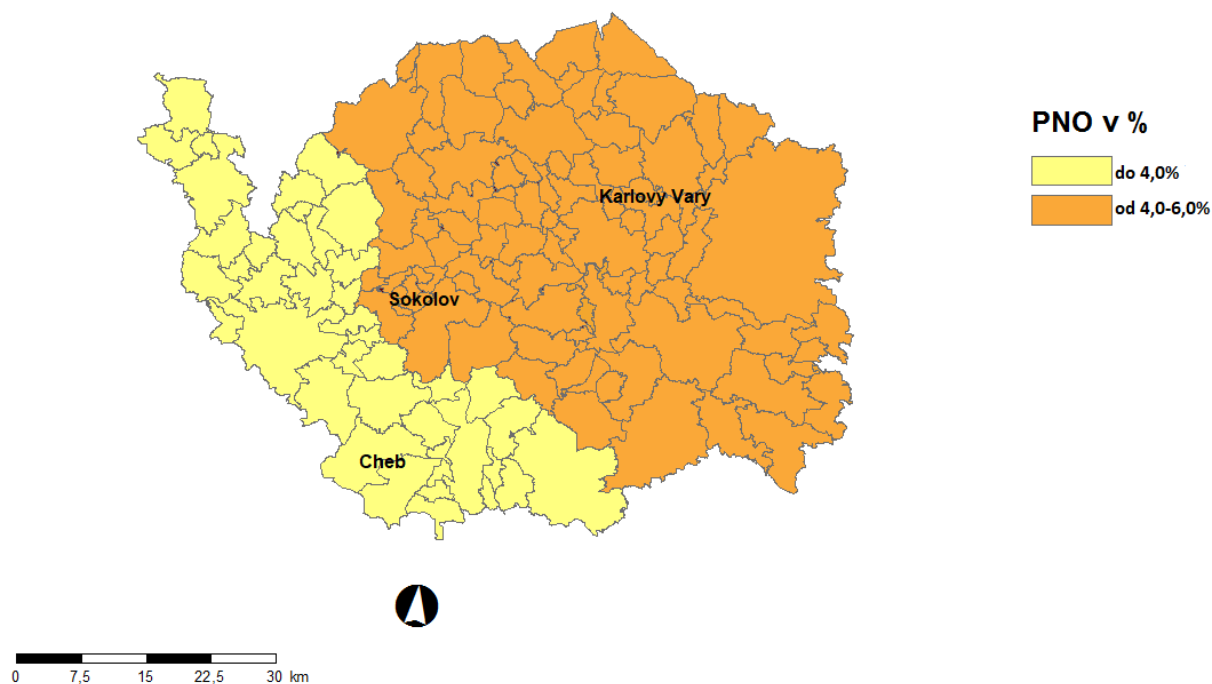 PNO v %
do 4,0%
od 4,0-6,0%
Karlovy Vary
Sokolov
Cheb
0 7,5 15 22,5 30 km